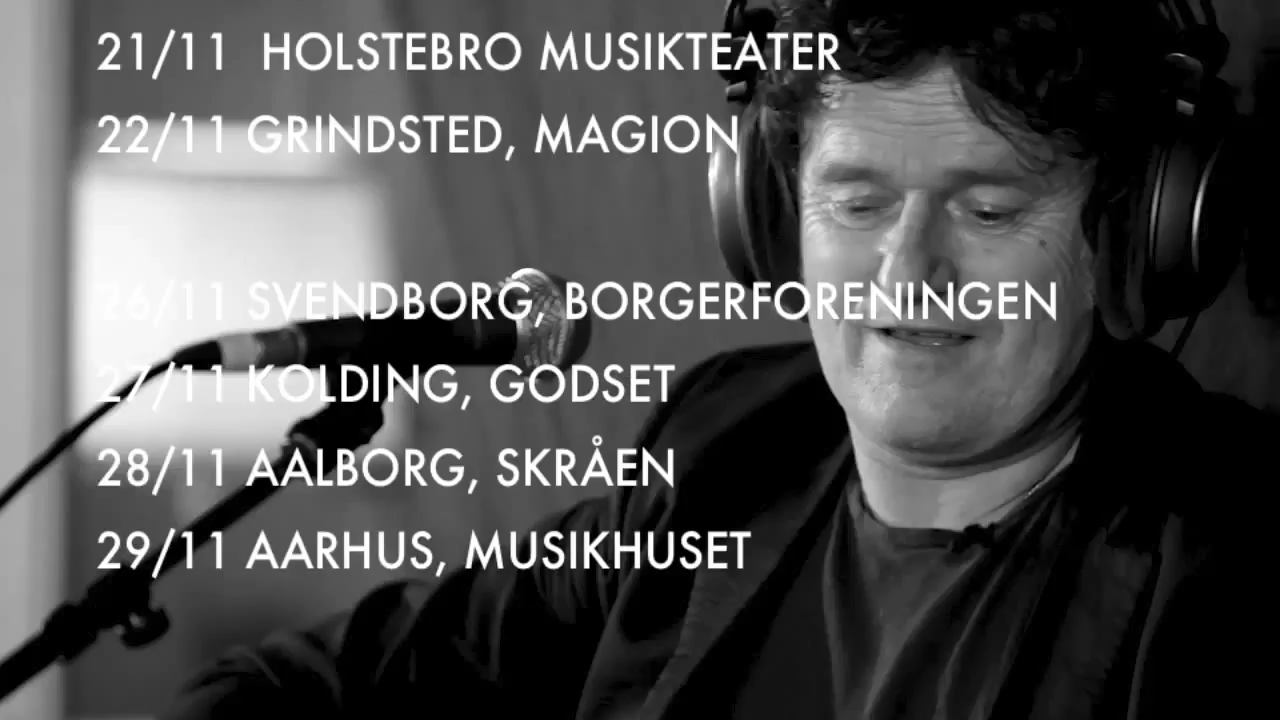 21/11 HOLSTEBRO MUSIKTEATER
22/11 GRINDSTED, MAGION
26/11 SVENDBORG, BORGERFORENINGEN
27/11 KOLDING, GODSET
28/11 AALBORG, SKRÅEN
29/11 AARHUS, MUSIKHUSET